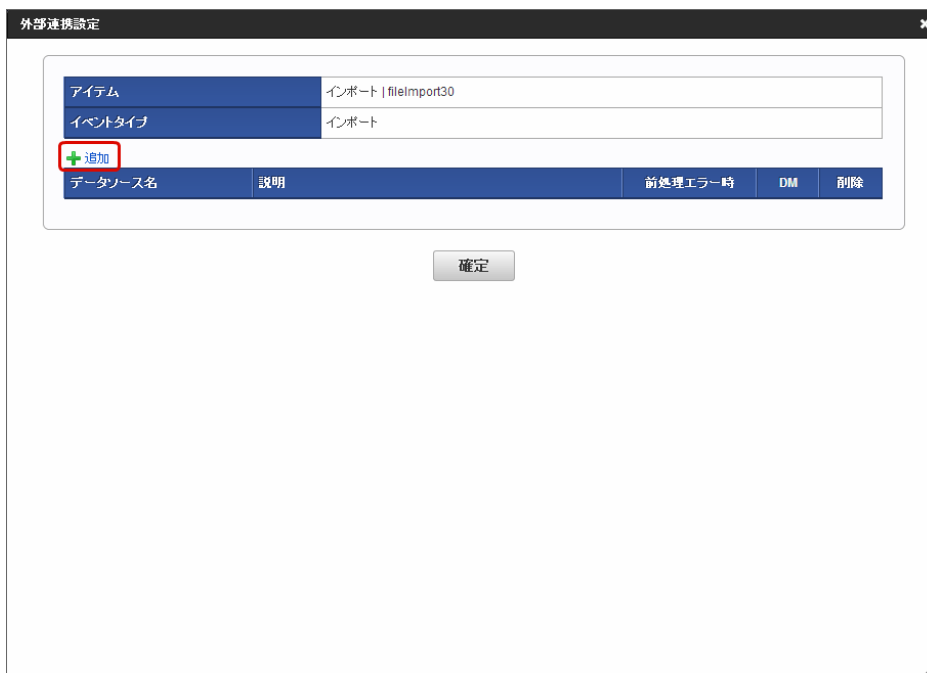 外部連携設定
アイテム インポート | fileImport30
イベントタイプ インポート
追加
データソース名 説明 前処理エラー時 DM 削除
確定